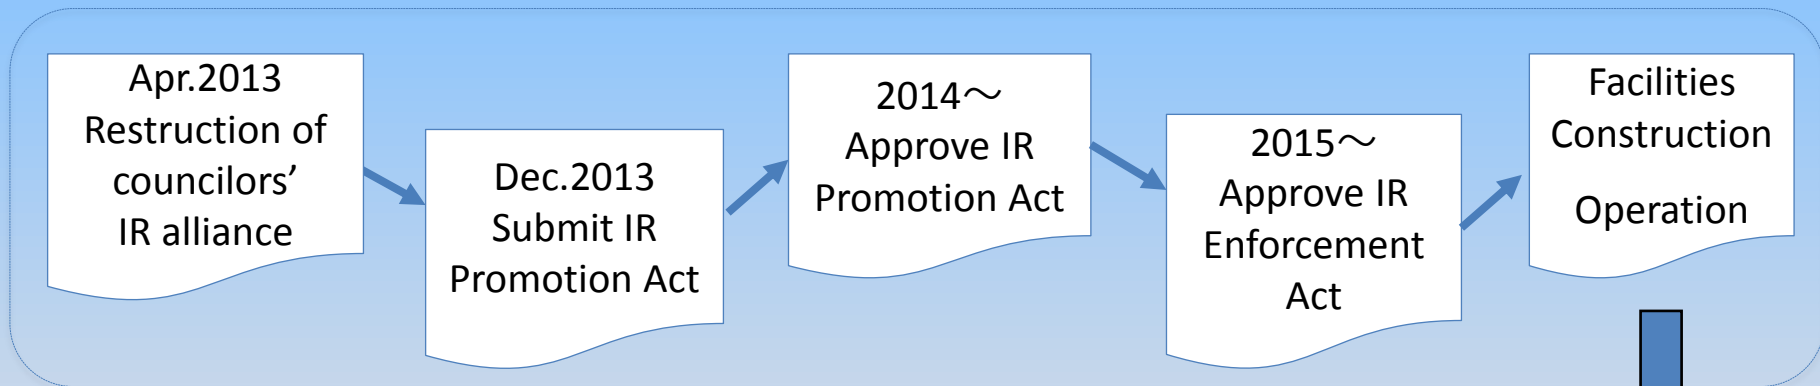 Apr.2013
Restruction of
councilors’
IR alliance
Dec.2013
Submit IR
Promotion Act
2014～
Approve IR
Promotion Act
2015～
Approve IR
Enforcement
Act
Facilities
Construction
Operation